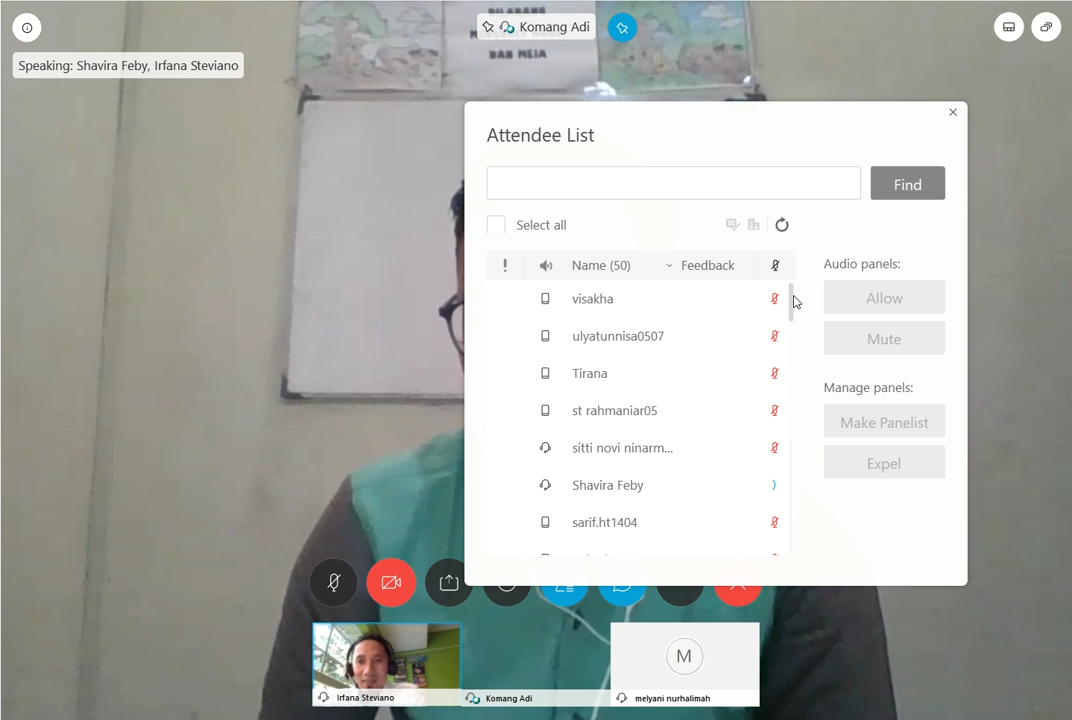 DILARANG
DAN MEJA
Komang Adi
Speaking: Shavira Feby, Irfana Steviano
Attendee List
Find
Select all
! Name (50) Feedback
visakha
ulyatunnisa0507
Tirana
st rahmaniar05
sitti novi ninarm...
Shavira Feby
sarif.ht1404
Audio panels:
Allow
Mute
Manage panels:
Make Panelist
Expel
M
Irfana Steviano
Komang Adi
melyani nurhalimah